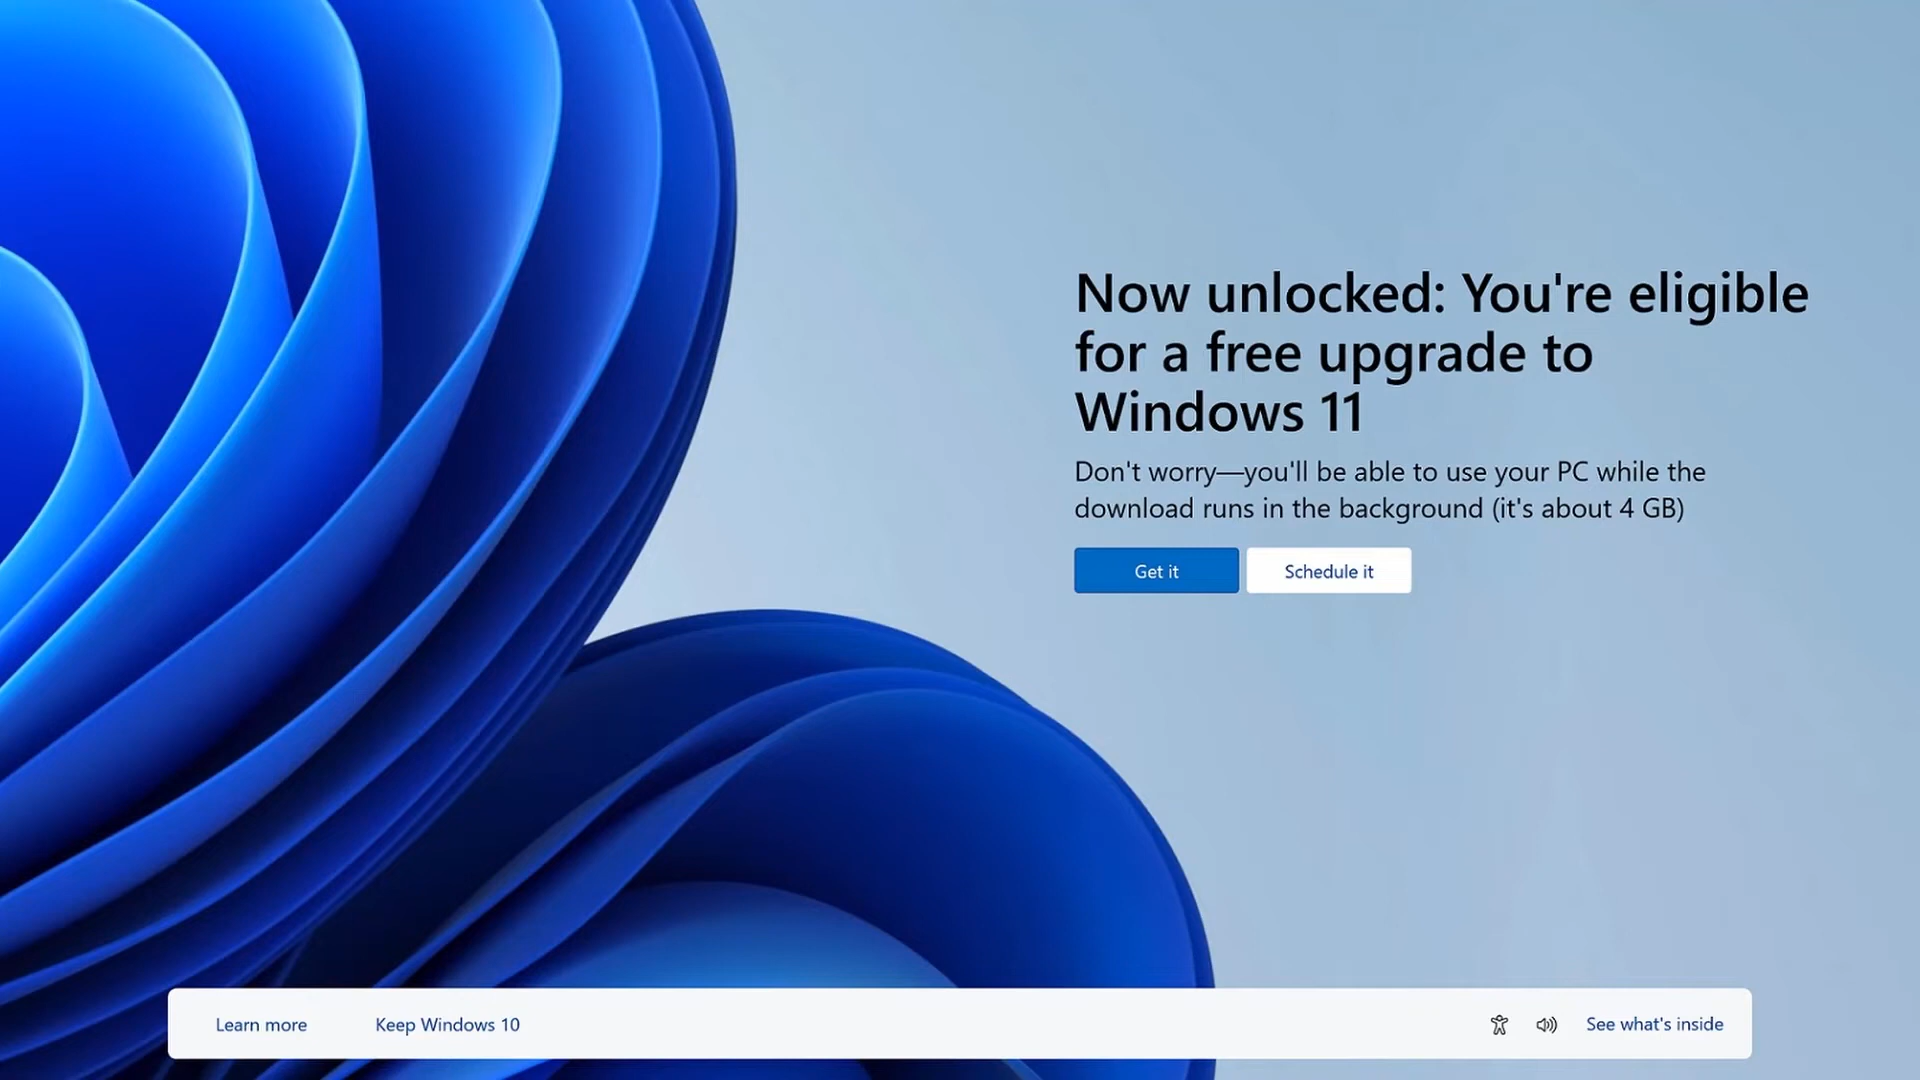 Now unlocked: You're eligible
for a free upgrade to
Windows 11
Don't worry—you'll be able to use your PC while the
download runs in the background (it's about 4 GB)
Get it
Schedule it
Learn more
Keep Windows 10
See what's inside